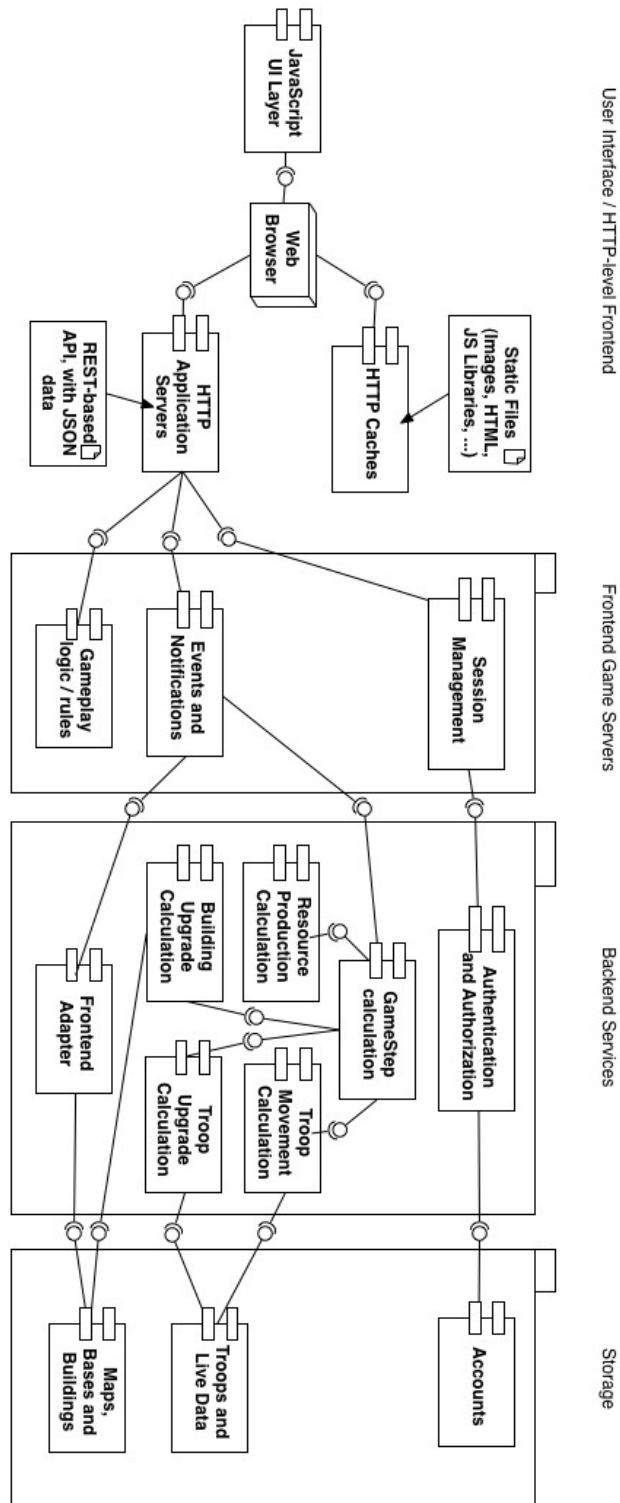 User Interface / HTTP-level Frontend
Static Files
(Images, HTML,
JS Libraries, ...)
HTTP Caches
JavaScript
UI Layer
Web
Browser
HTTP
Application
Servers
REST-based
API, with JSON
data
Frontend Game Servers
Session
Management
Events and
Notifications
Gameplay
logic / rules
Backend Services
Authentication
and Authorization
GameStep
calculation
Resource
Production
Calculation
Troop
Movement
Calculation
Building
Upgrade
Calculation
Troop
Upgrade
Calculation
Frontend
Adapter
Storage
Accounts
Troops and
Live Data
Maps,
Bases and
Buildings